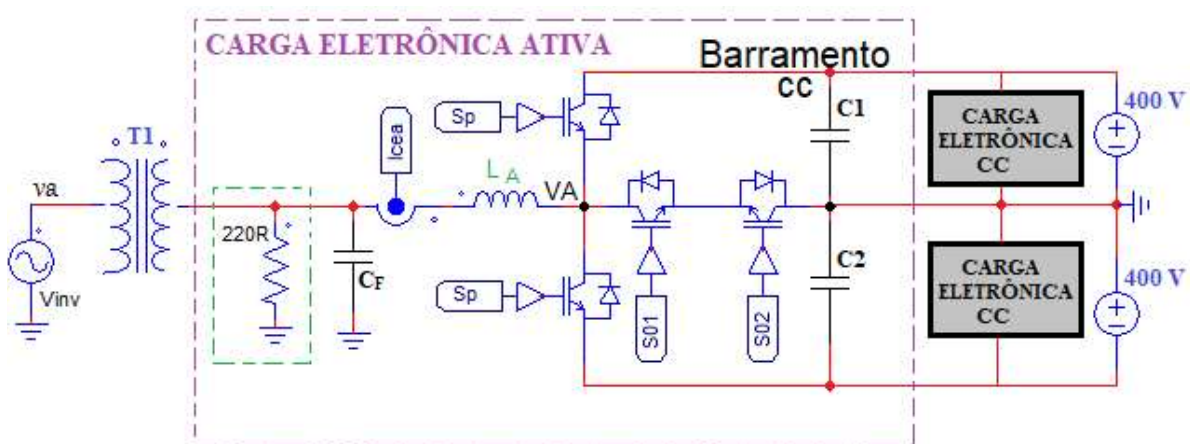 CARGA ELETRÔNICA ATIVA
Barramento
cc
T1
va
Vinv
220R
CF
Icea
LA
VA
Sp
Sp
S01
S02
C1
C2
CARGA
ELETRÔNICA
CC
400 V
CARGA
ELETRÔNICA
CC
400 V